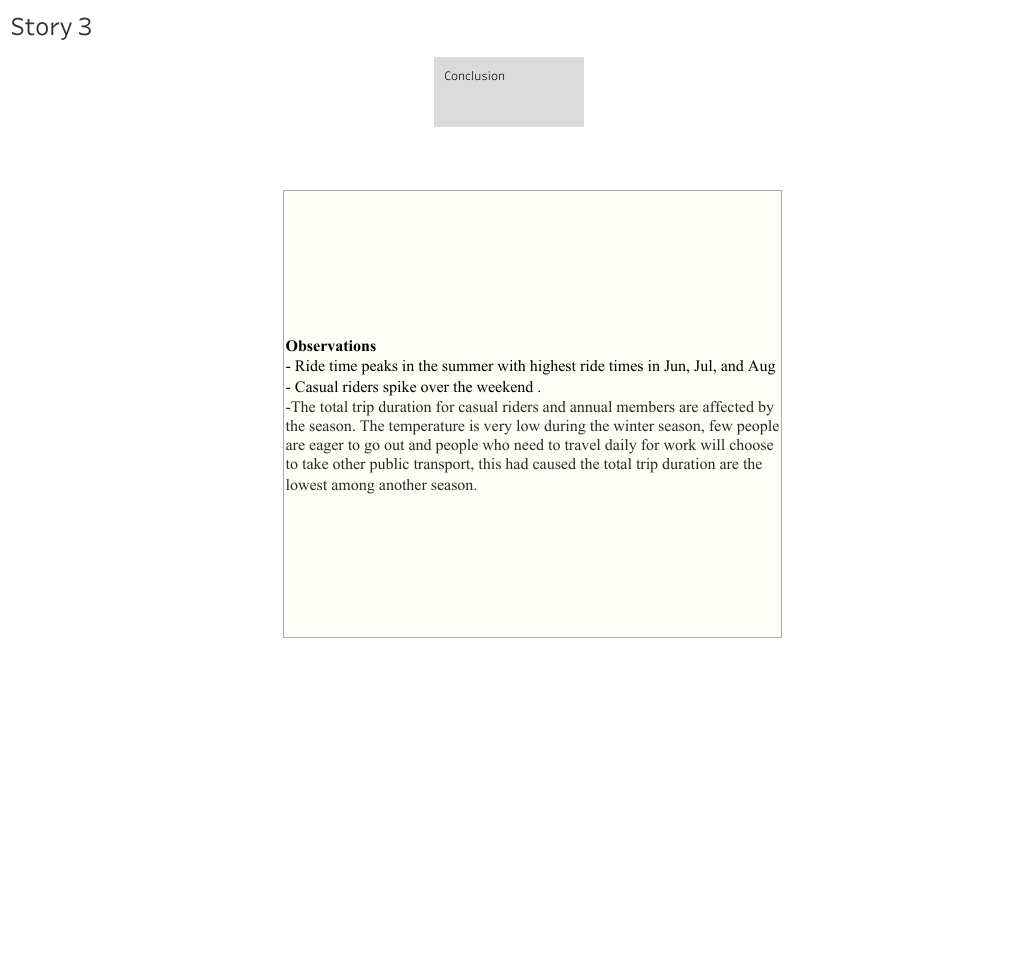 Story 3
Conclusion
Observations
- Ride time peaks in the summer with highest ride times in Jun, Jul, and Aug
- Casual riders spike over the weekend .
-The total trip duration for casual riders and annual members are affected by
the season. The temperature is very low during the winter season, few people
are eager to go out and people who need to travel daily for work will choose
to take other public transport, this had caused the total trip duration are the
lowest among another season.